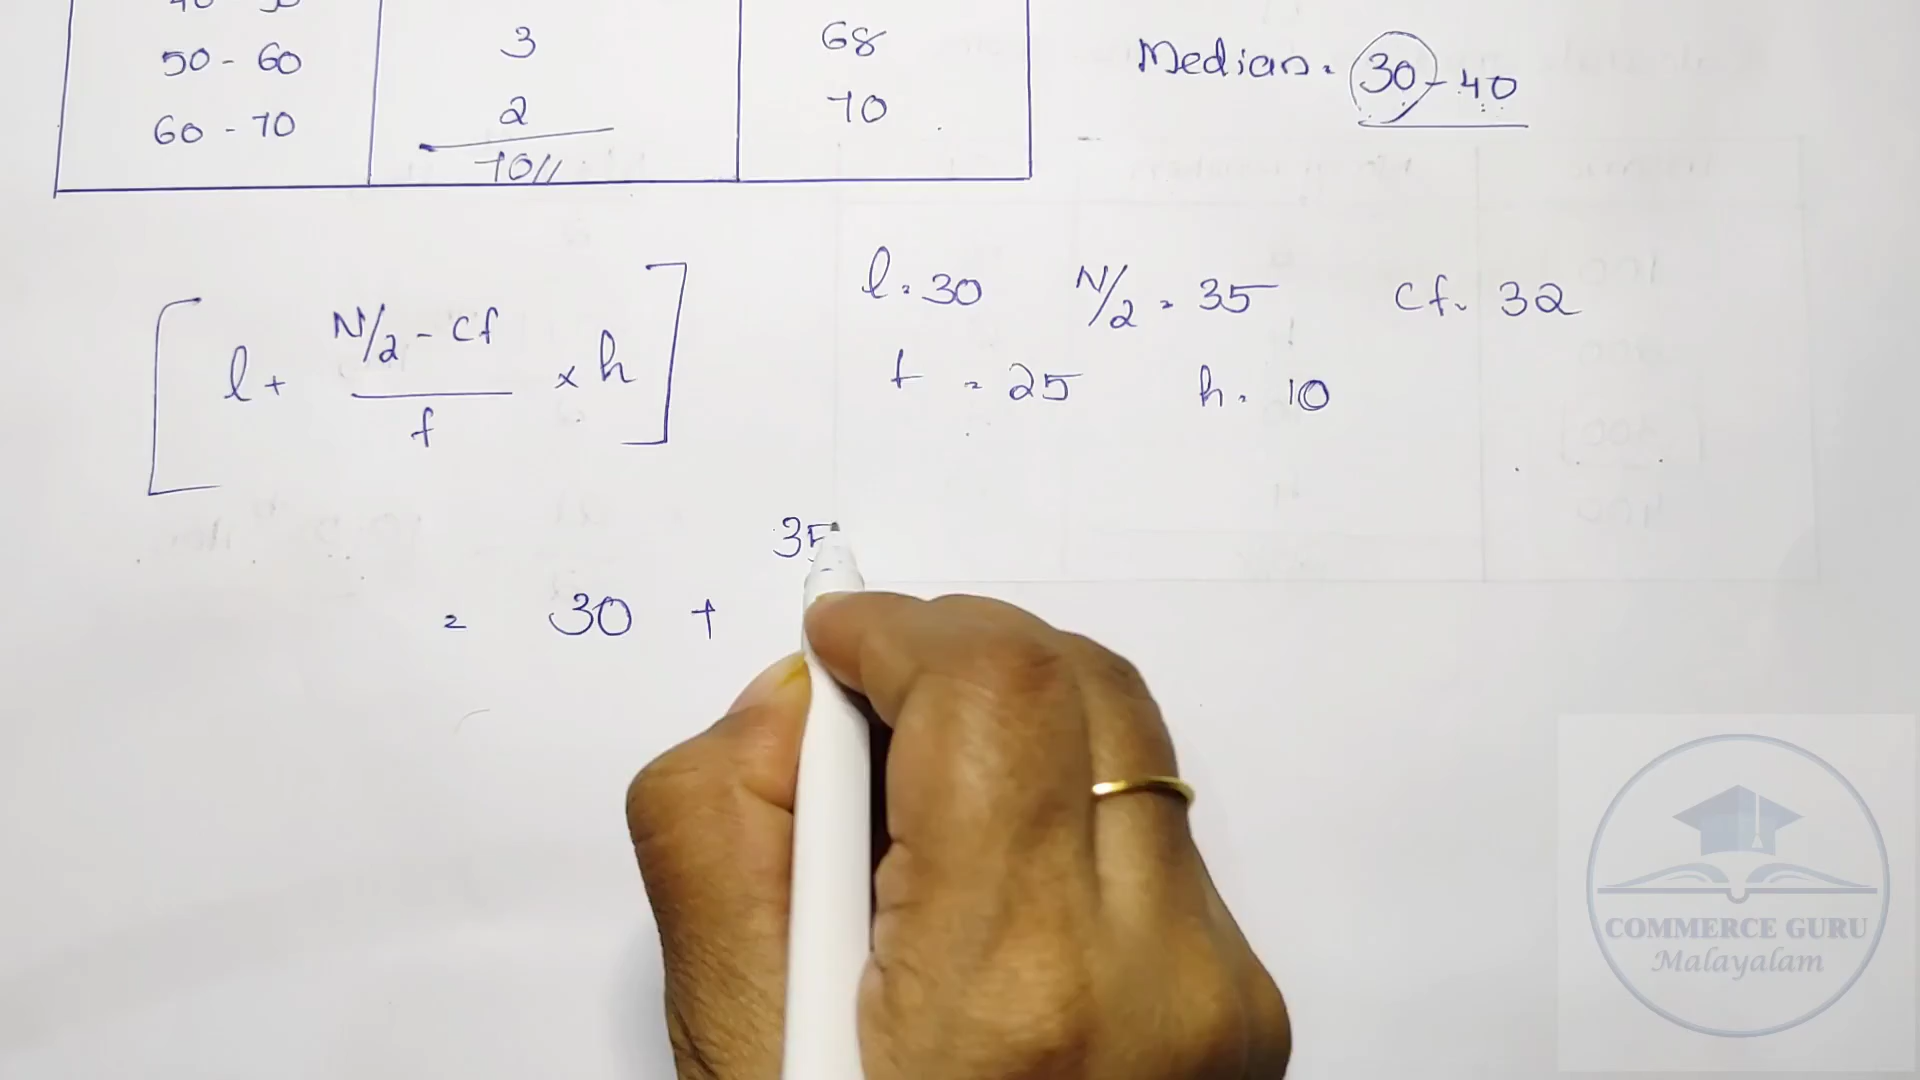 50 - 60 3 68
60 - 70 2 70
70//
Median = 30 - 40
l + N/2 - cf / f × h
l = 30 N/2 = 35 cf = 32
f = 25 h = 10
= 30 + 35
COMMERCE GURU
Malayalam